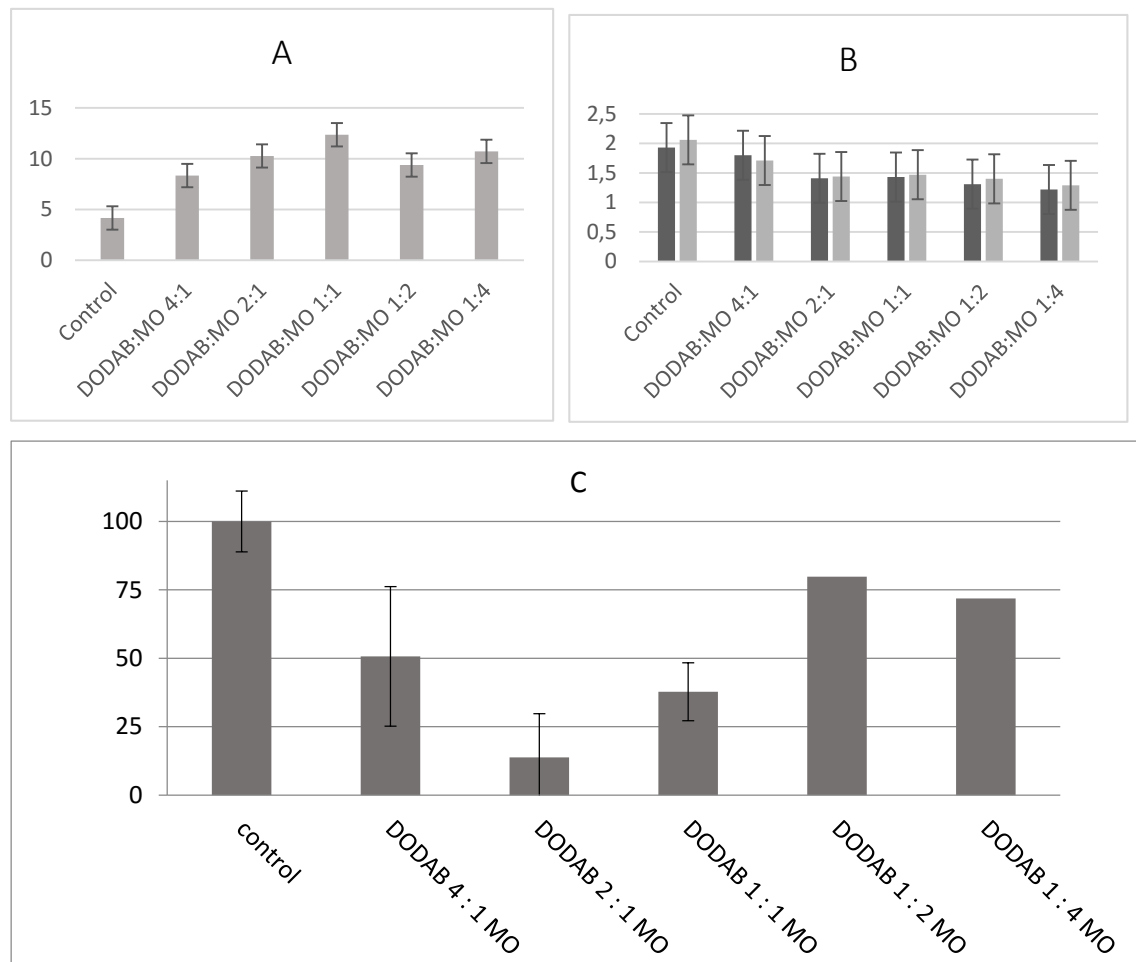 A
15
10
5
0
Control
DODAB:MO 4:1
DODAB:MO 2:1
DODAB:MO 1:1
DODAB:MO 1:2
DODAB:MO 1:4
B
2,5
2
1,5
1
0,5
0
Control
DODAB:MO 4:1
DODAB:MO 2:1
DODAB:MO 1:1
DODAB:MO 1:2
DODAB:MO 1:4
C
100
75
50
25
0
control
DODAB 4 : 1 MO
DODAB 2 : 1 MO
DODAB 1 : 1 MO
DODAB 1 : 2 MO
DODAB 1 : 4 MO